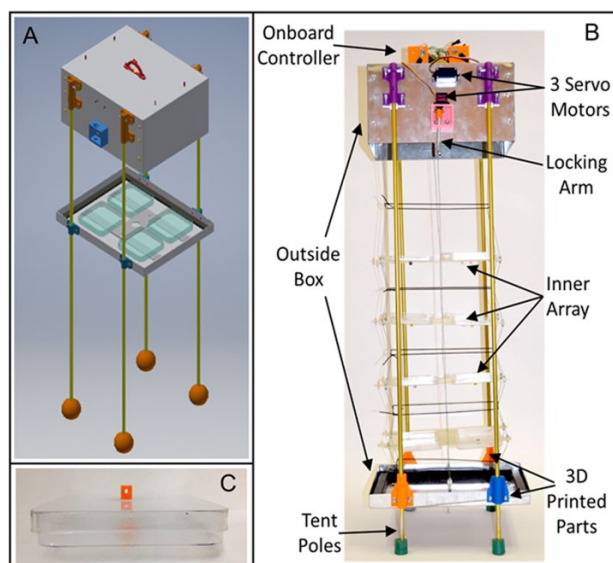 A
B
Onboard
Controller
3 Servo
Motors
Locking
Arm
Outside
Box
Inner
Array
3D
Printed
Parts
Tent
Poles
C